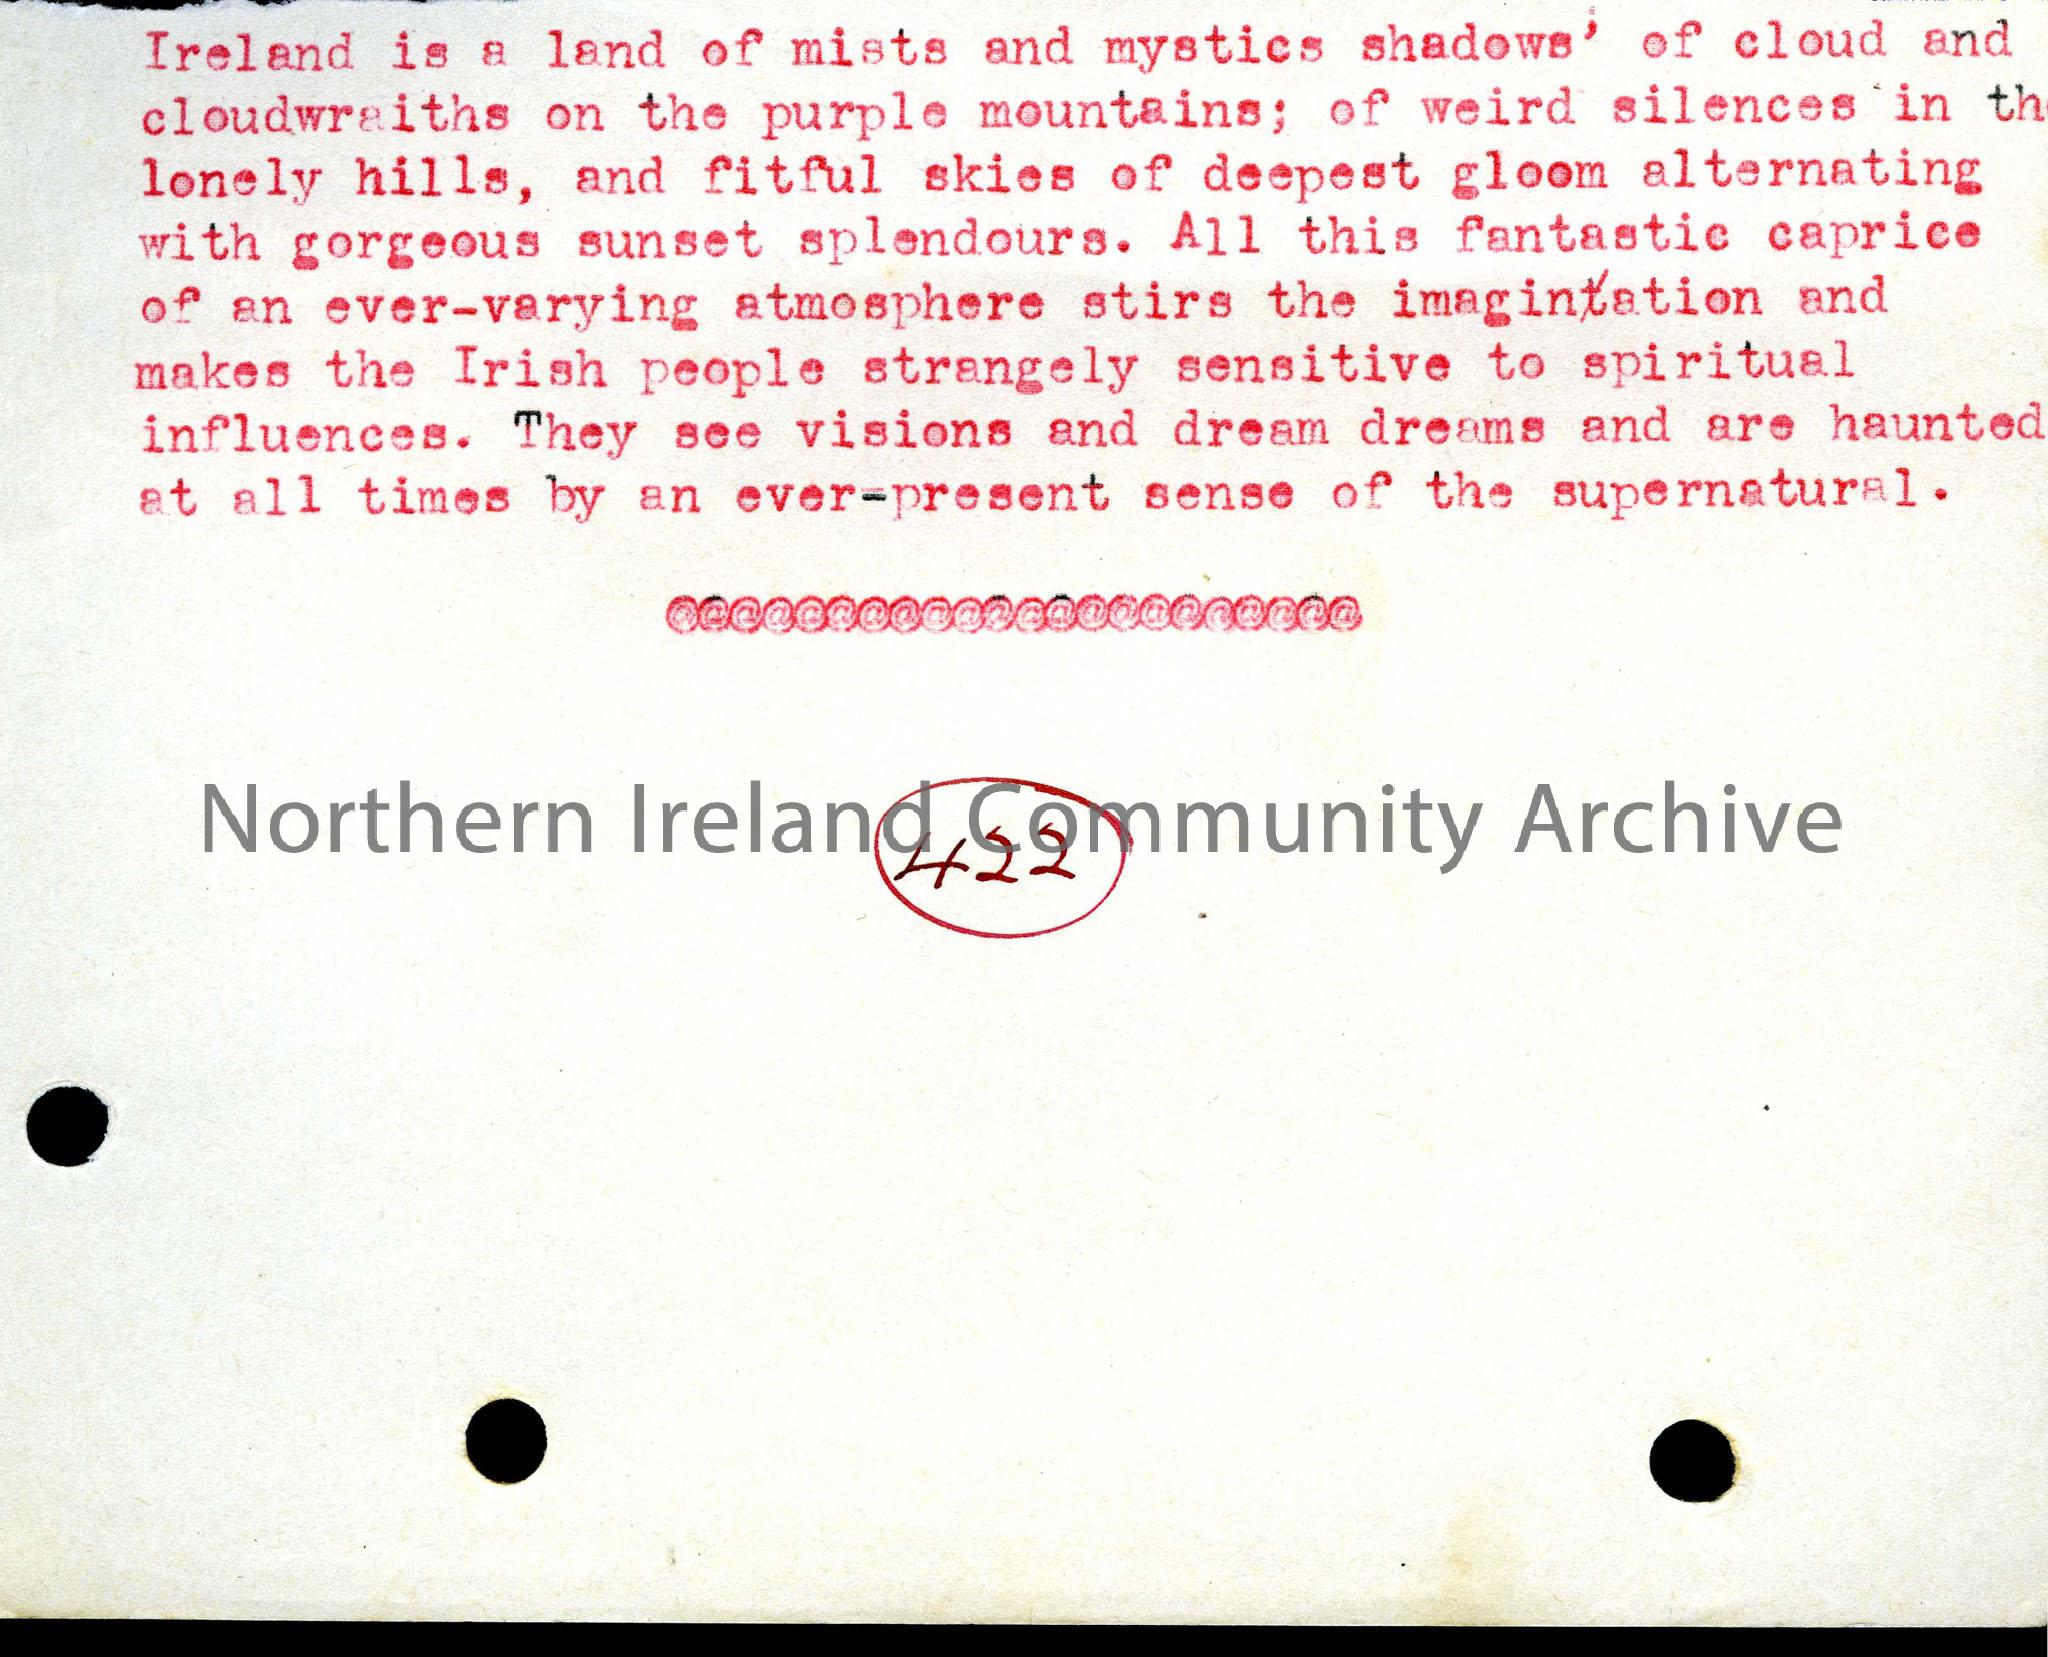 Ireland is a land of mists and mystics shadows' of cloud and
cloudwraiths on the purple mountains; of weird silences in the
lonely hills, and fitful skies of deepest gloom alternating
with gorgeous sunset splendours. All this fantastic caprice
of an ever-varying atmosphere stirs the imagintation and
makes the Irish people strangely sensitive to spiritual
influences. They see visions and dream dreams and are haunted
at all times by an ever-present sense of the supernatural.
@@@@@@@@@@@@@@@@@@@@@@
Northern Ireland Community Archive
422